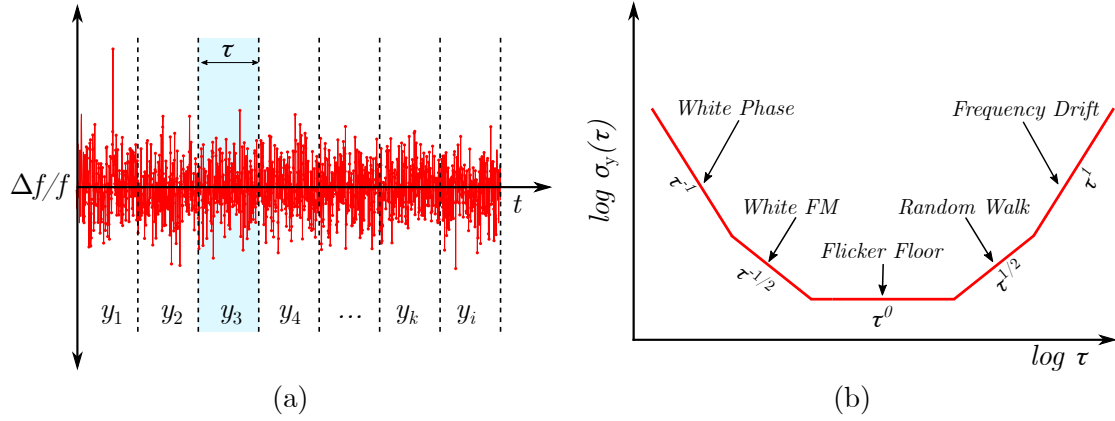 τ
Δf/f
t
y1 y2 y3 y4 ... yk yi
(a)
log σy(τ)
White Phase
Frequency Drift
τ-1
τ1
White FM
Random Walk
Flicker Floor
τ-1/2
τ1/2
τ0
log τ
(b)